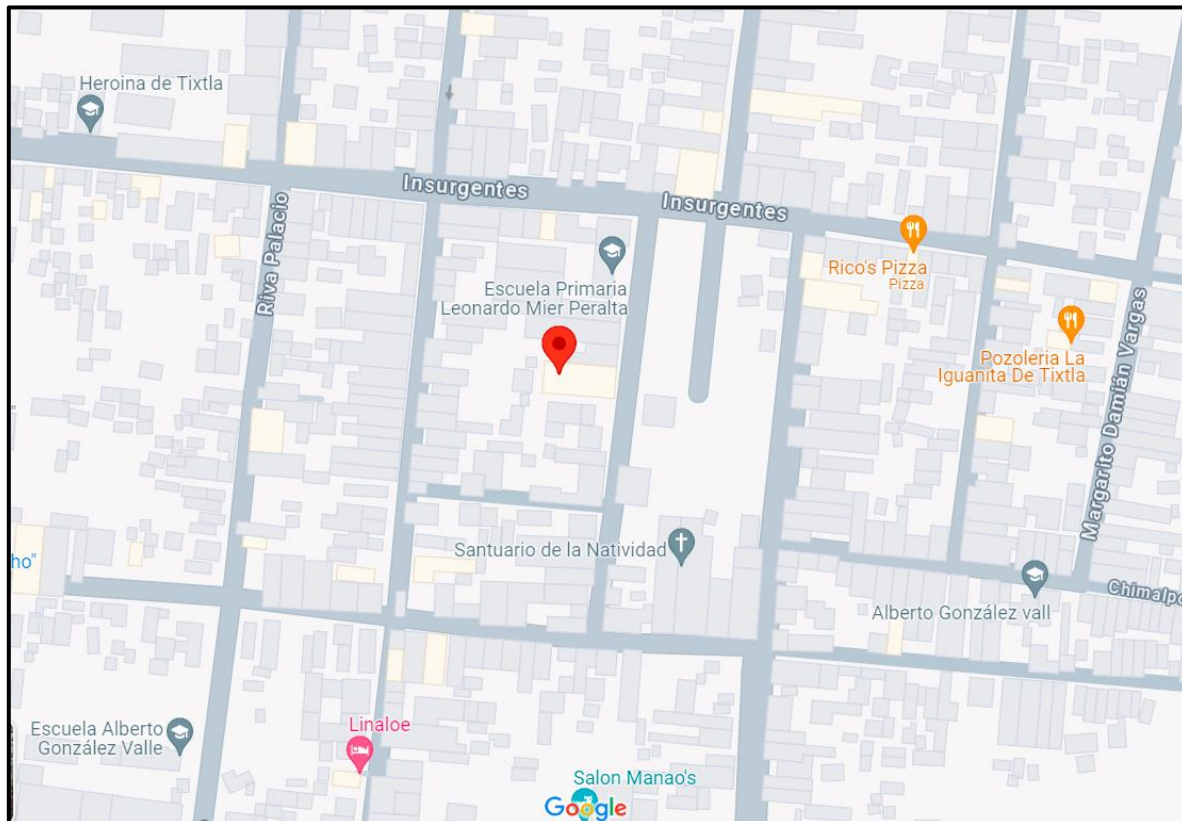 Heroina de Tixtla
Insurgentes
Insurgentes
Riva Palacio
Rico's Pizza
Pizza
Escuela Primaria
Leonardo Mier Peralta
Pozoleria La
Iguanita De Tixtla
Margarito Damián Vargas
ho"
Santuario de la Natividad
Chimalpo
Alberto González vall
Escuela Alberto
González Valle
Linaloe
Salon Manao's
Google